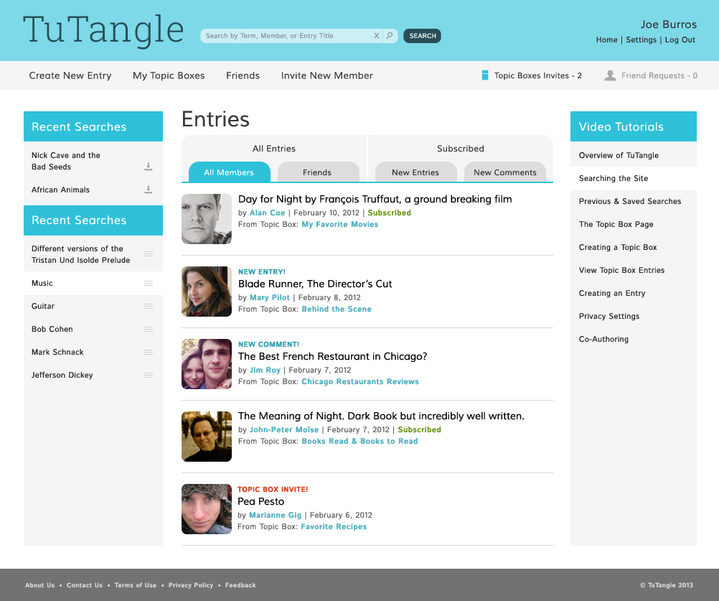 TuTangle
Search by Term, Member, or Entry Title
X
SEARCH
Joe Burros
Home | Settings | Log Out
Create New Entry
My Topic Boxes
Friends
Invite New Member
Topic Boxes Invites - 2
Friend Requests - 0
Recent Searches
Nick Cave and the
Bad Seeds
African Animals
Recent Searches
Different versions of the
Tristan Und Isolde Prelude
Music
Guitar
Bob Cohen
Mark Schnack
Jefferson Dickey
Entries
All Entries
Subscribed
All Members
Friends
New Entries
New Comments
Day for Night by François Truffaut, a ground breaking film
by Alan Coe | February 10, 2012 | Subscribed
From Topic Box: My Favorite Movies
NEW ENTRY!
Blade Runner, The Director's Cut
by Mary Pilot | February 8, 2012
From Topic Box: Behind the Scene
NEW COMMENT!
The Best French Restaurant in Chicago?
by Jim Roy | February 7, 2012
From Topic Box: Chicago Restaurants Reviews
The Meaning of Night. Dark Book but incredibly well written.
by John-Peter Moise | February 7, 2012 | Subscribed
From Topic Box: Books Read & Books to Read
TOPIC BOX INVITE!
Pea Pesto
by Marianne Gig | February 6, 2012
From Topic Box: Favorite Recipes
Video Tutorials
Overview of TuTangle
Searching the Site
Previous & Saved Searches
The Topic Box Page
Creating a Topic Box
View Topic Box Entries
Creating an Entry
Privacy Settings
Co-Authoring
About Us • Contact Us • Terms of Use • Privacy Policy • Feedback
© TuTangle 2013